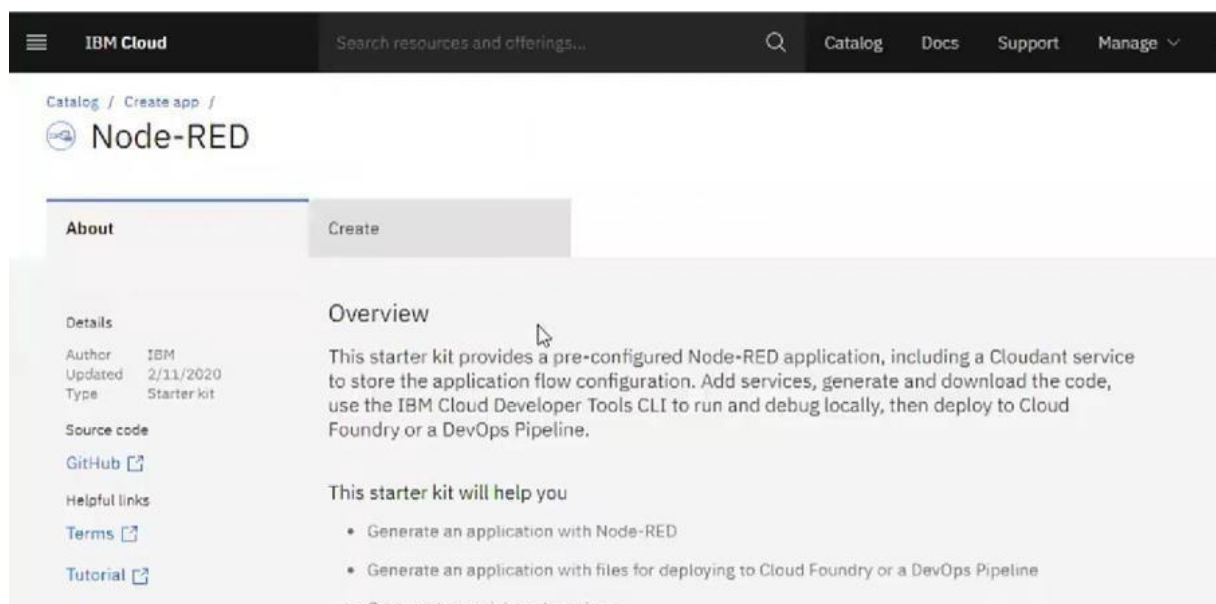 IBM Cloud
Search resources and offerings...
Catalog
Docs
Support
Manage
Catalog / Create app /
Node-RED
About
Create
Details
Author IBM
Updated 2/11/2020
Type Starter kit
Source code
GitHub
Helpful links
Terms
Tutorial
Overview
This starter kit provides a pre-configured Node-RED application, including a Cloudant service
to store the application flow configuration. Add services, generate and download the code,
use the IBM Cloud Developer Tools CLI to run and debug locally, then deploy to Cloud
Foundry or a DevOps Pipeline.
This starter kit will help you
• Generate an application with Node-RED
• Generate an application with files for deploying to Cloud Foundry or a DevOps Pipeline